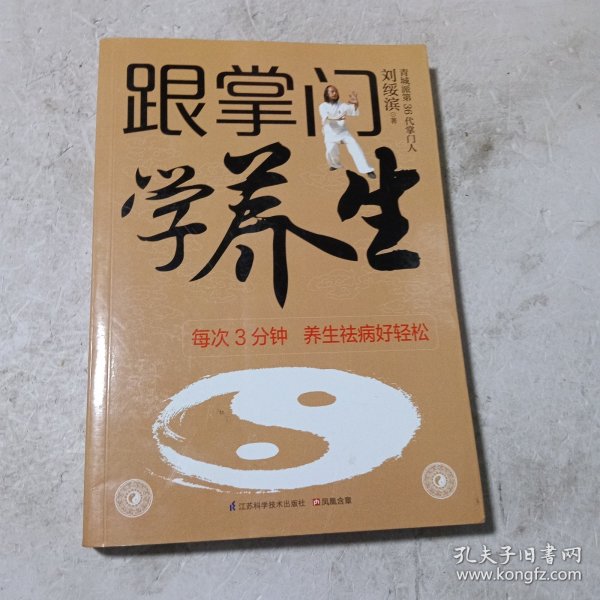 跟掌门
学养生
青城派第36代掌门人
刘绥滨 著
每次3分钟 养生祛病好轻松
江苏科学技术出版社 凤凰含章
孔夫子旧书网
www.kongfz.com